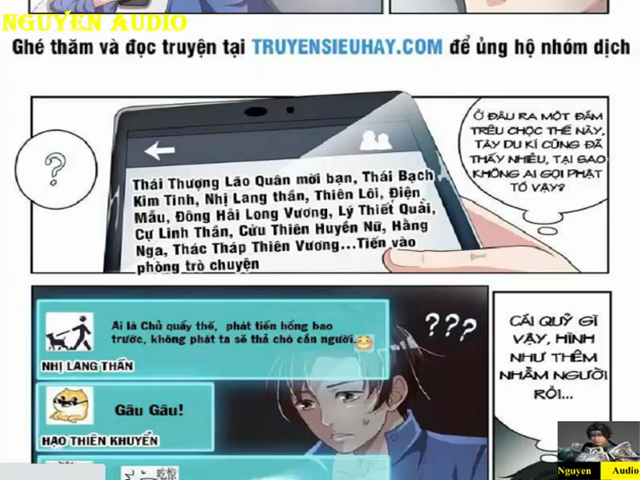 NGUYEN AUDIO
Ghé thăm và đọc truyện tại TRUYENSIEUHAY.COM để ủng hộ nhóm dịch
?
Ở ĐÂU RA MỘT ĐÁM
TRÊU CHỌC THẾ NÀY,
TÂY DU KÍ CŨNG ĐÃ
THẤY NHIỀU, TẠI SAO
KHÔNG AI GỌI PHẬT
TỔ VẬY?
Thái Thượng Lão Quân mời bạn, Thái Bạch
Kim Tinh, Nhị Lang thần, Thiên Lôi, Điện
Mẫu, Đông Hải Long Vương, Lý Thiết Quải,
Cự Linh Thần, Cửu Thiên Huyền Nữ, Hằng
Nga, Thác Tháp Thiên Vương...Tiến vào
phòng trò chuyện
Ai là Chủ quầy thế, phát tiền hồng bao
trước, không phát ta sẽ thả chó cắn người.
NHỊ LANG THẦN
Gâu Gâu!
HẠO THIÊN KHUYỂN
???
CÁI QUỶ GÌ
VẬY, HÌNH
NHƯ THÊM
NHẦM NGƯỜI
RỒI...
Nguyen Audio